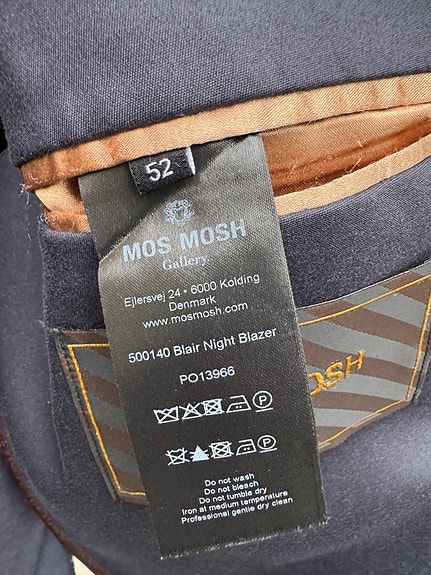 52
MOS MOSH
Gallery.
Ejlersvej 24 • 6000 Kolding
Denmark
www.mosmosh.com
500140 Blair Night Blazer
PO13966
P
P
Do not wash
Do not bleach
Do not tumble dry
Iron at medium temperature
Professional gentle dry clean
OSH